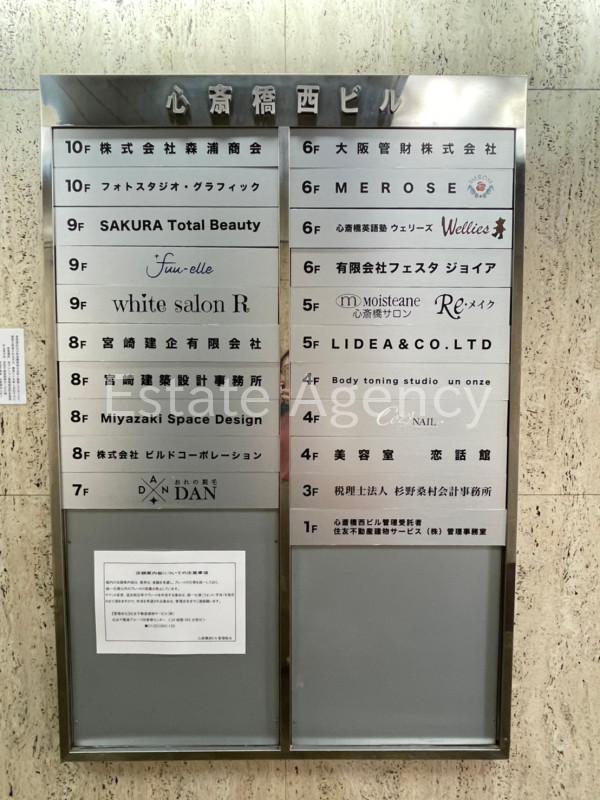 心斎橋西ビル
10F 株式会社森浦商会
10F フォトスタジオ・グラフィック
9F SAKURA Total Beauty
9F fuu-elle
9F white salon R
8F 宮崎建企有限会社
8F 宮崎建築設計事務所
8F Miyazaki Space Design
8F 株式会社 ビルドコーポレーション
7F DAN おれの脱毛 DAN
6F 大阪管財株式会社
6F MEROSE
6F 心斎橋英語塾 ウェリーズ Wellies
6F 有限会社フェスタ ジョイア
5F m MOISTEANE 心斎橋サロン Re・メイク
5F LIDEA&CO.LTD
4F Body toning studio un onze
4F Cozy NAIL
4F 美容室 恋話館
3F 税理士法人 杉野桑村会計事務所
1F 心斎橋西ビル管理受託者
住友不動産建物サービス（株）管理事務室
Estate Agency